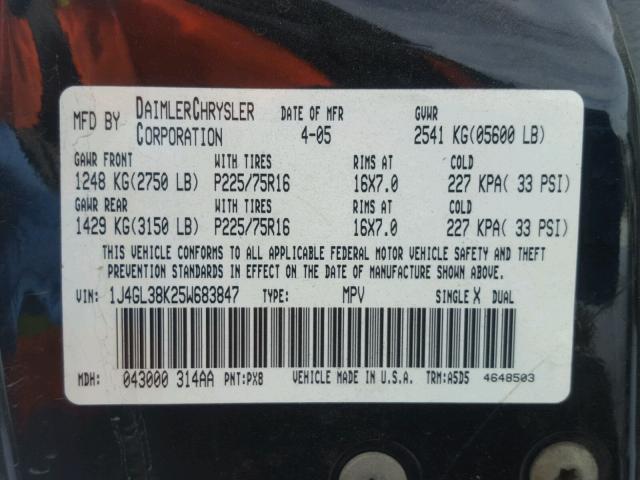 MFD BY DAIMLERCHRYSLER CORPORATION DATE OF MFR 4-05 GVWR 2541 KG(05600 LB)
GAWR FRONT WITH TIRES RIMS AT COLD
1248 KG(2750 LB) P225/75R16 16X7.0 227 KPA( 33 PSI)
GAWR REAR WITH TIRES RIMS AT COLD
1429 KG(3150 LB) P225/75R16 16X7.0 227 KPA( 33 PSI)
THIS VEHICLE CONFORMS TO ALL APPLICABLE FEDERAL MOTOR VEHICLE SAFETY AND THEFT
PREVENTION STANDARDS IN EFFECT ON THE DATE OF MANUFACTURE SHOWN ABOVE.
VIN: 1J4GL38K25W683847 TYPE: MPV SINGLE X DUAL
MDH: 043000 314AA PNT:PX8 VEHICLE MADE IN U.S.A. TRM:A5D5 4648503